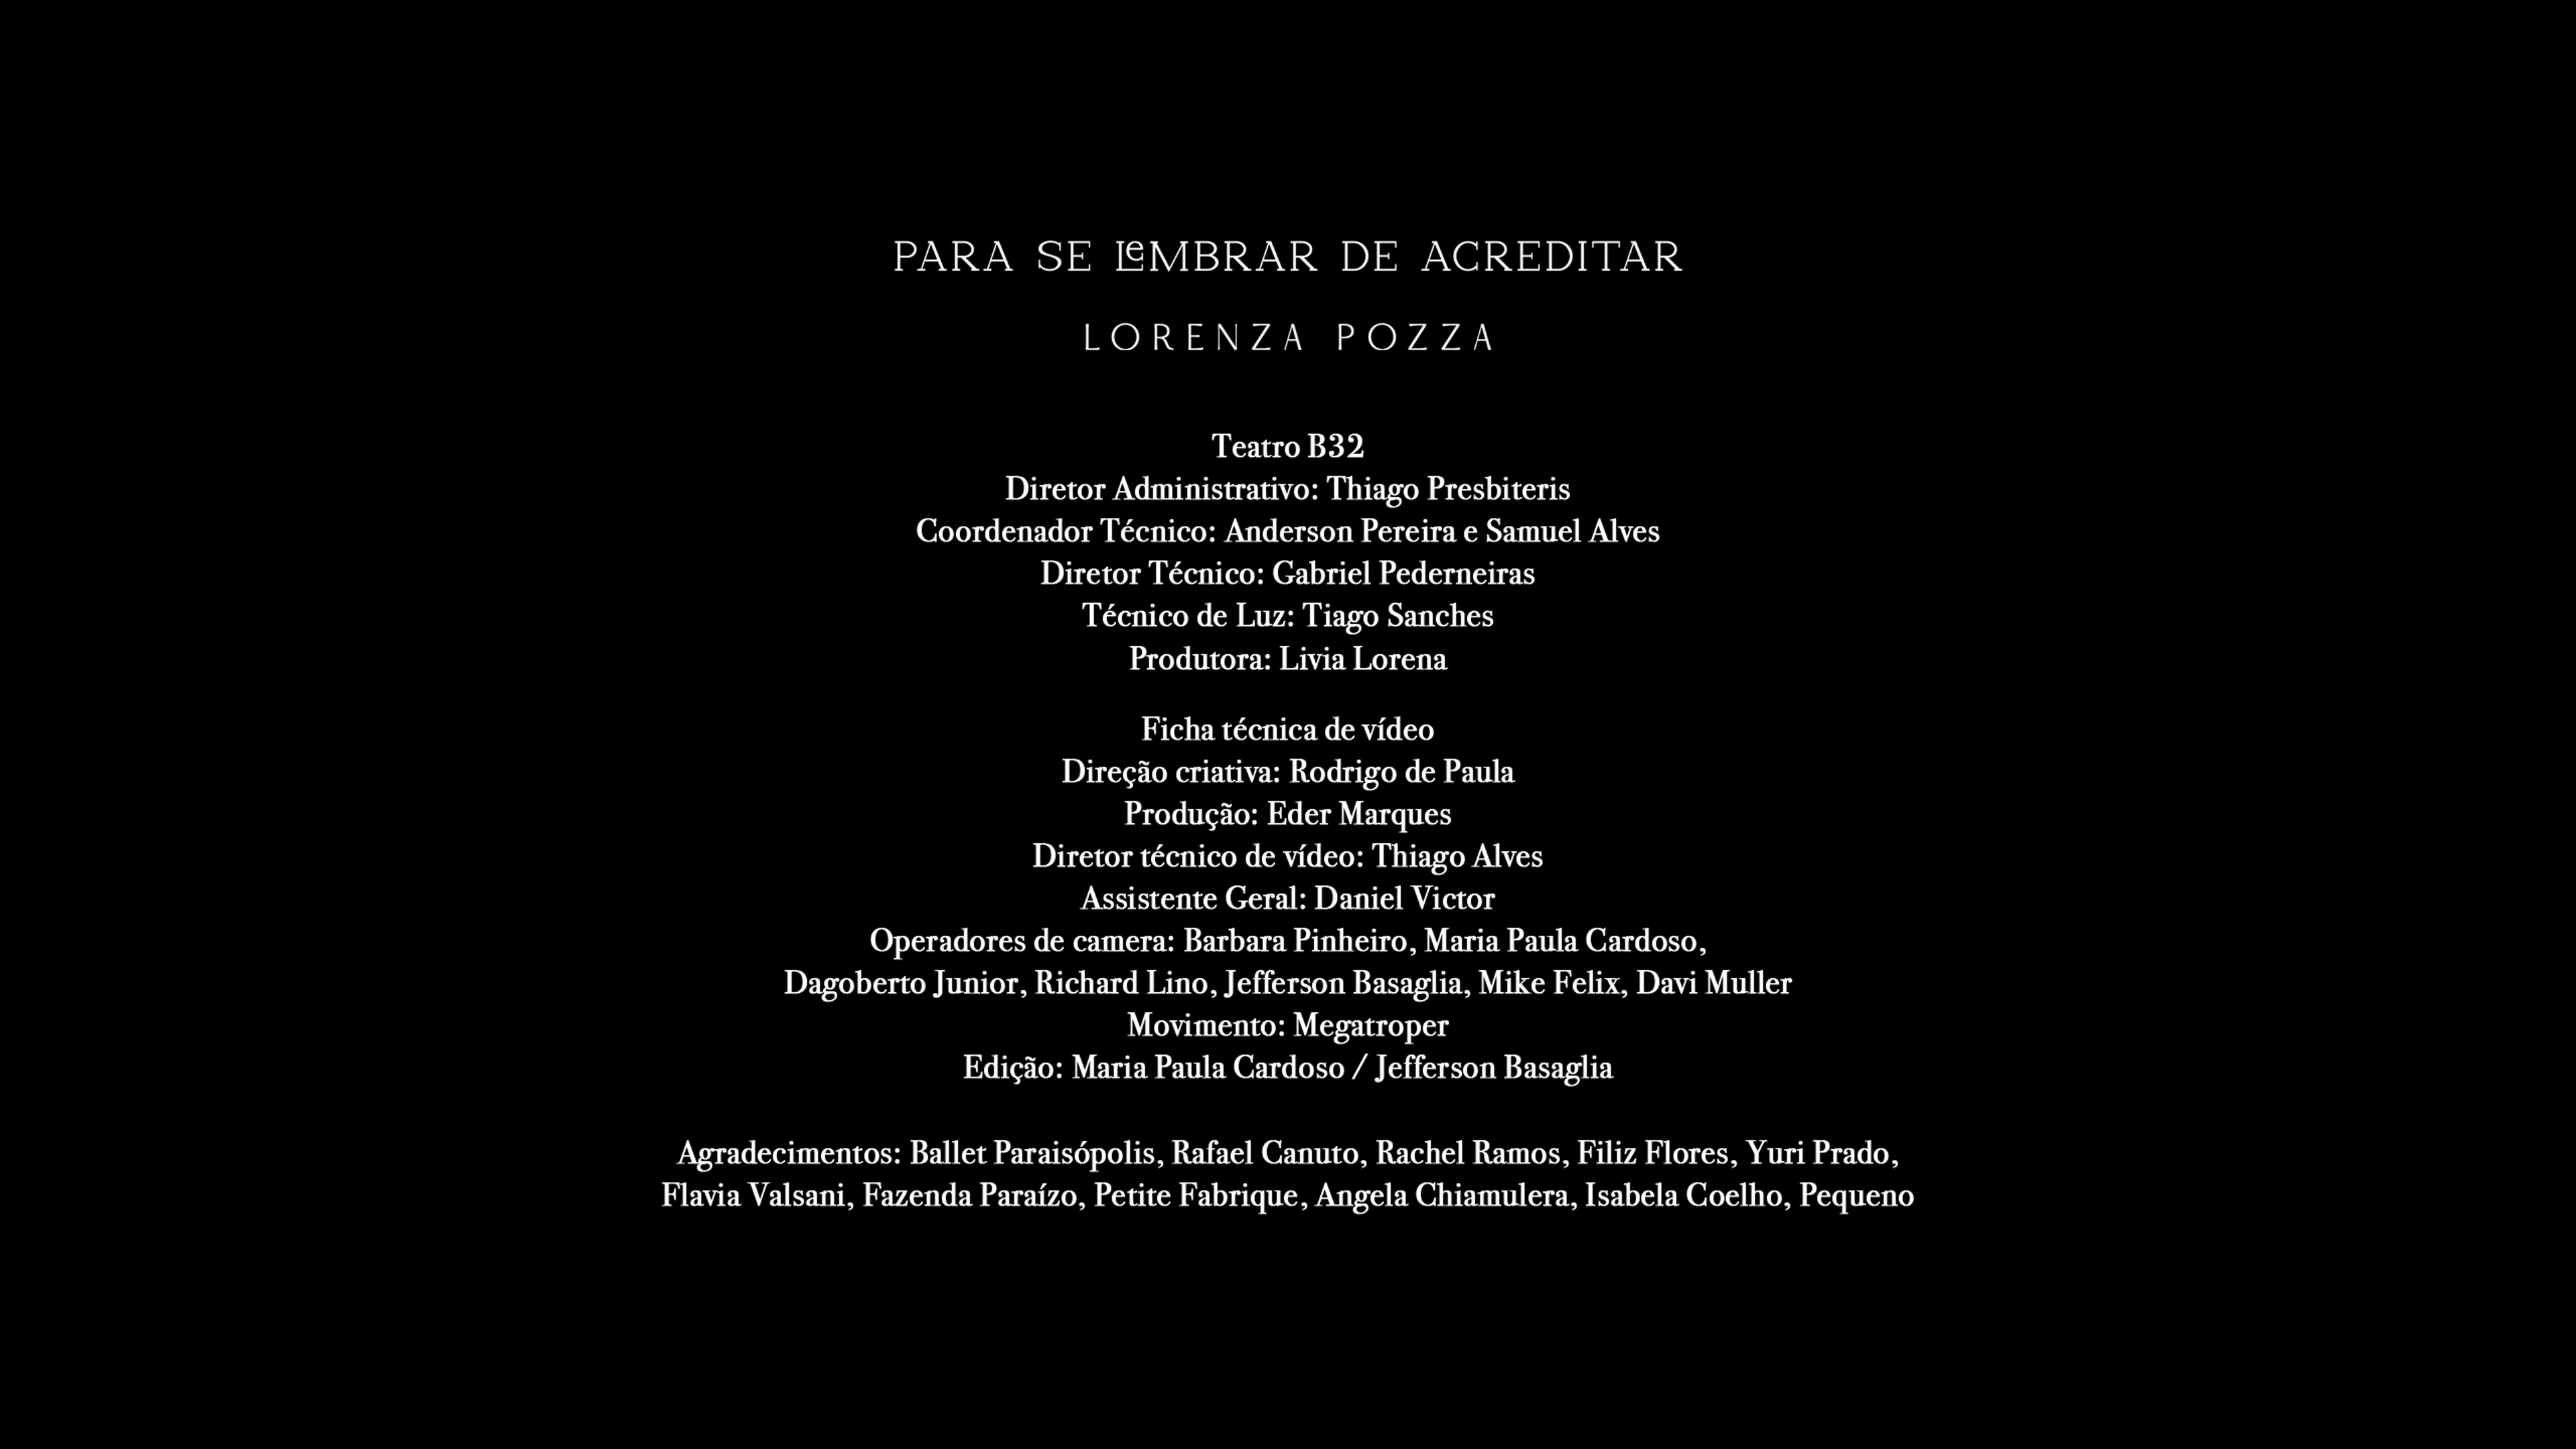 PARA SE LEMBRAR DE ACREDITAR
LORENZA POZZA
Teatro B32
Diretor Administrativo: Thiago Presbiteris
Coordenador Técnico: Anderson Pereira e Samuel Alves
Diretor Técnico: Gabriel Pederneiras
Técnico de Luz: Tiago Sanches
Produtora: Livia Lorena
Ficha técnica de vídeo
Direção criativa: Rodrigo de Paula
Produção: Eder Marques
Diretor técnico de vídeo: Thiago Alves
Assistente Geral: Daniel Victor
Operadores de camera: Barbara Pinheiro, Maria Paula Cardoso,
Dagoberto Junior, Richard Lino, Jefferson Basaglia, Mike Felix, Davi Muller
Movimento: Megatroper
Edição: Maria Paula Cardoso / Jefferson Basaglia
Agradecimentos: Ballet Paraisópolis, Rafael Canuto, Rachel Ramos, Filiz Flores, Yuri Prado,
Flavia Valsani, Fazenda Paraízo, Petite Fabrique, Angela Chiamulera, Isabela Coelho, Pequeno